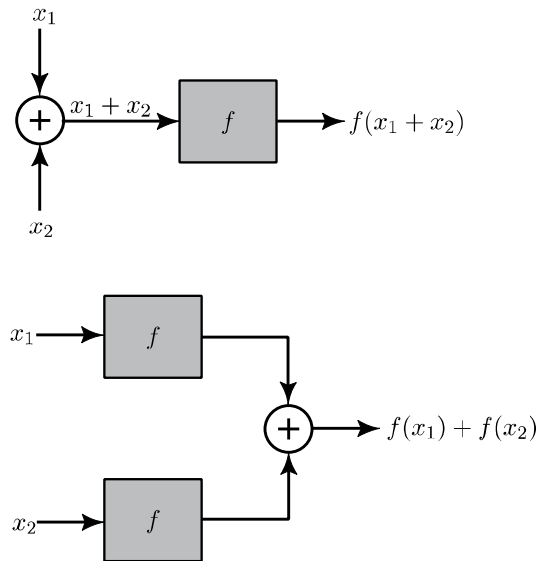 x₁
+
x₁ + x₂
f
f(x₁ + x₂)
x₂
x₁
f
+
f(x₁) + f(x₂)
x₂
f